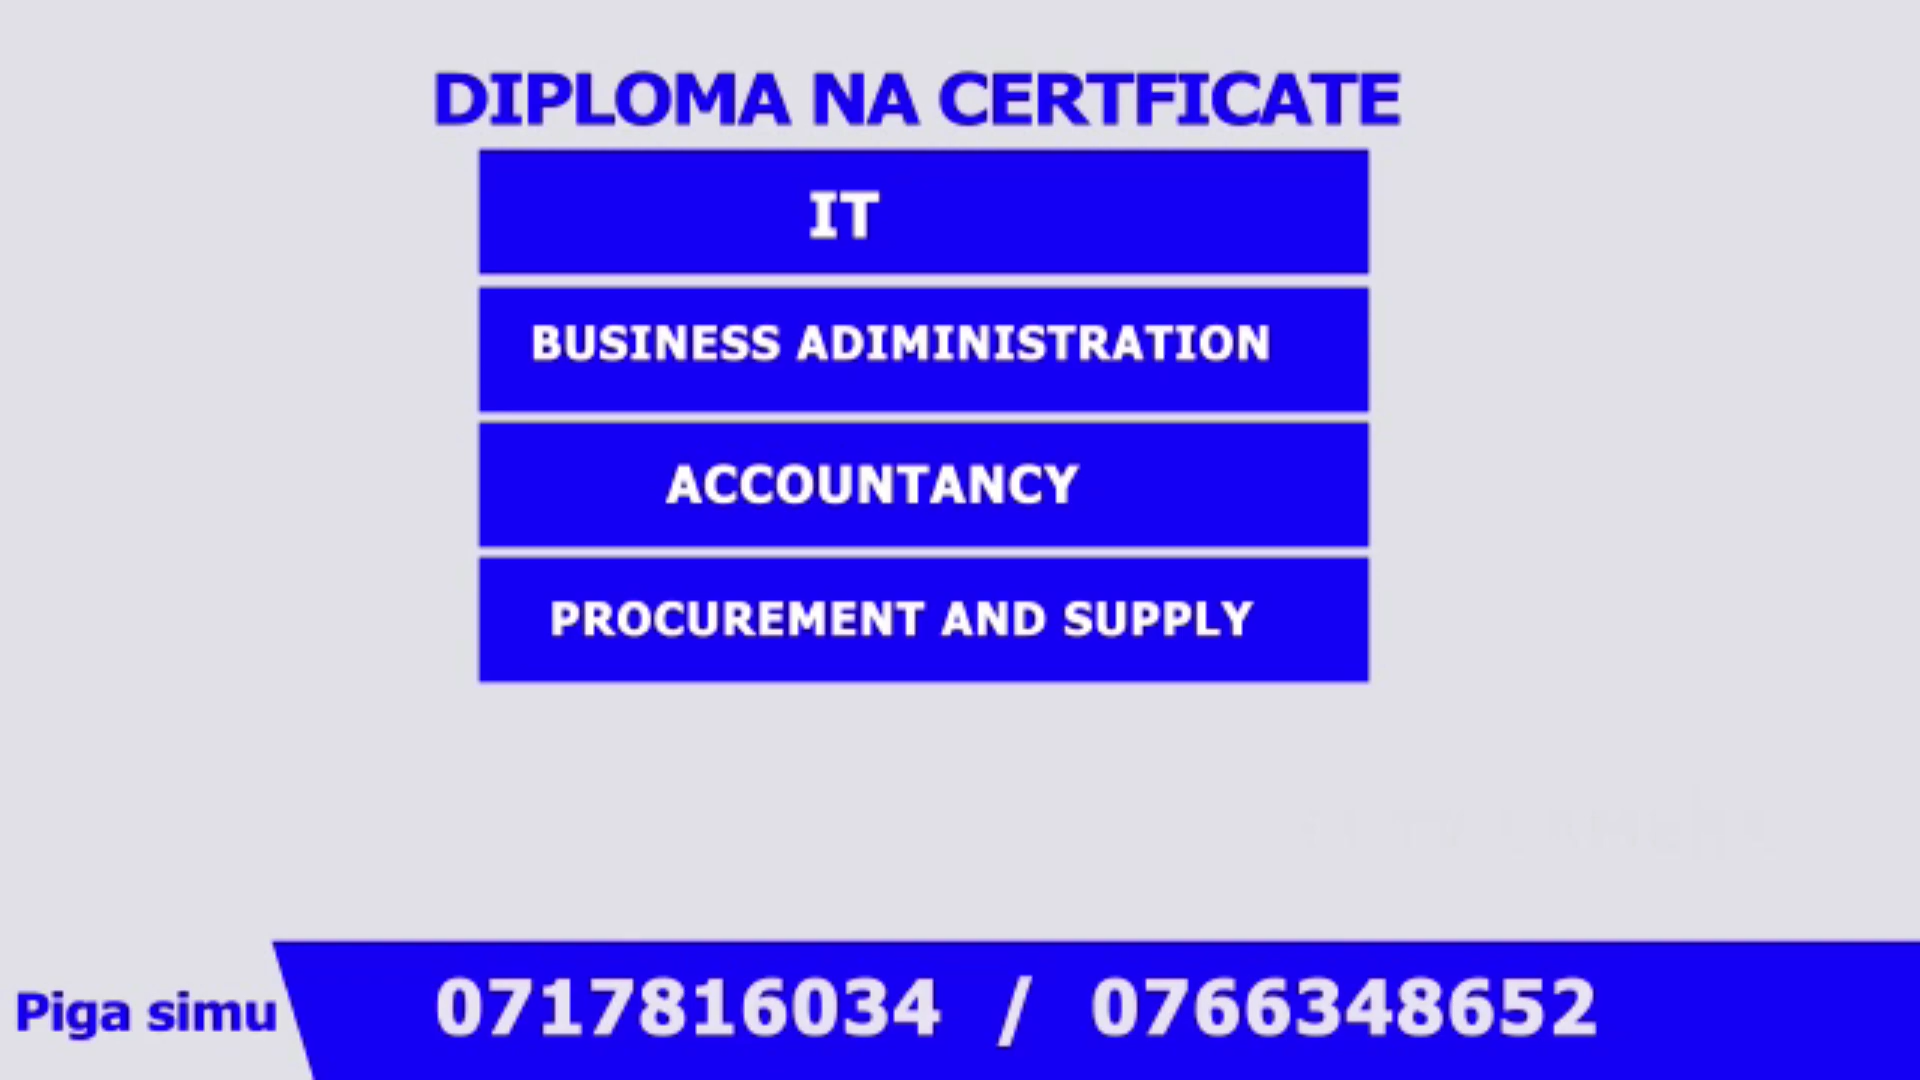 DIPLOMA NA CERTFICATE
IT
BUSINESS ADIMINISTRATION
ACCOUNTANCY
PROCUREMENT AND SUPPLY
Piga simu 0717816034 / 0766348652